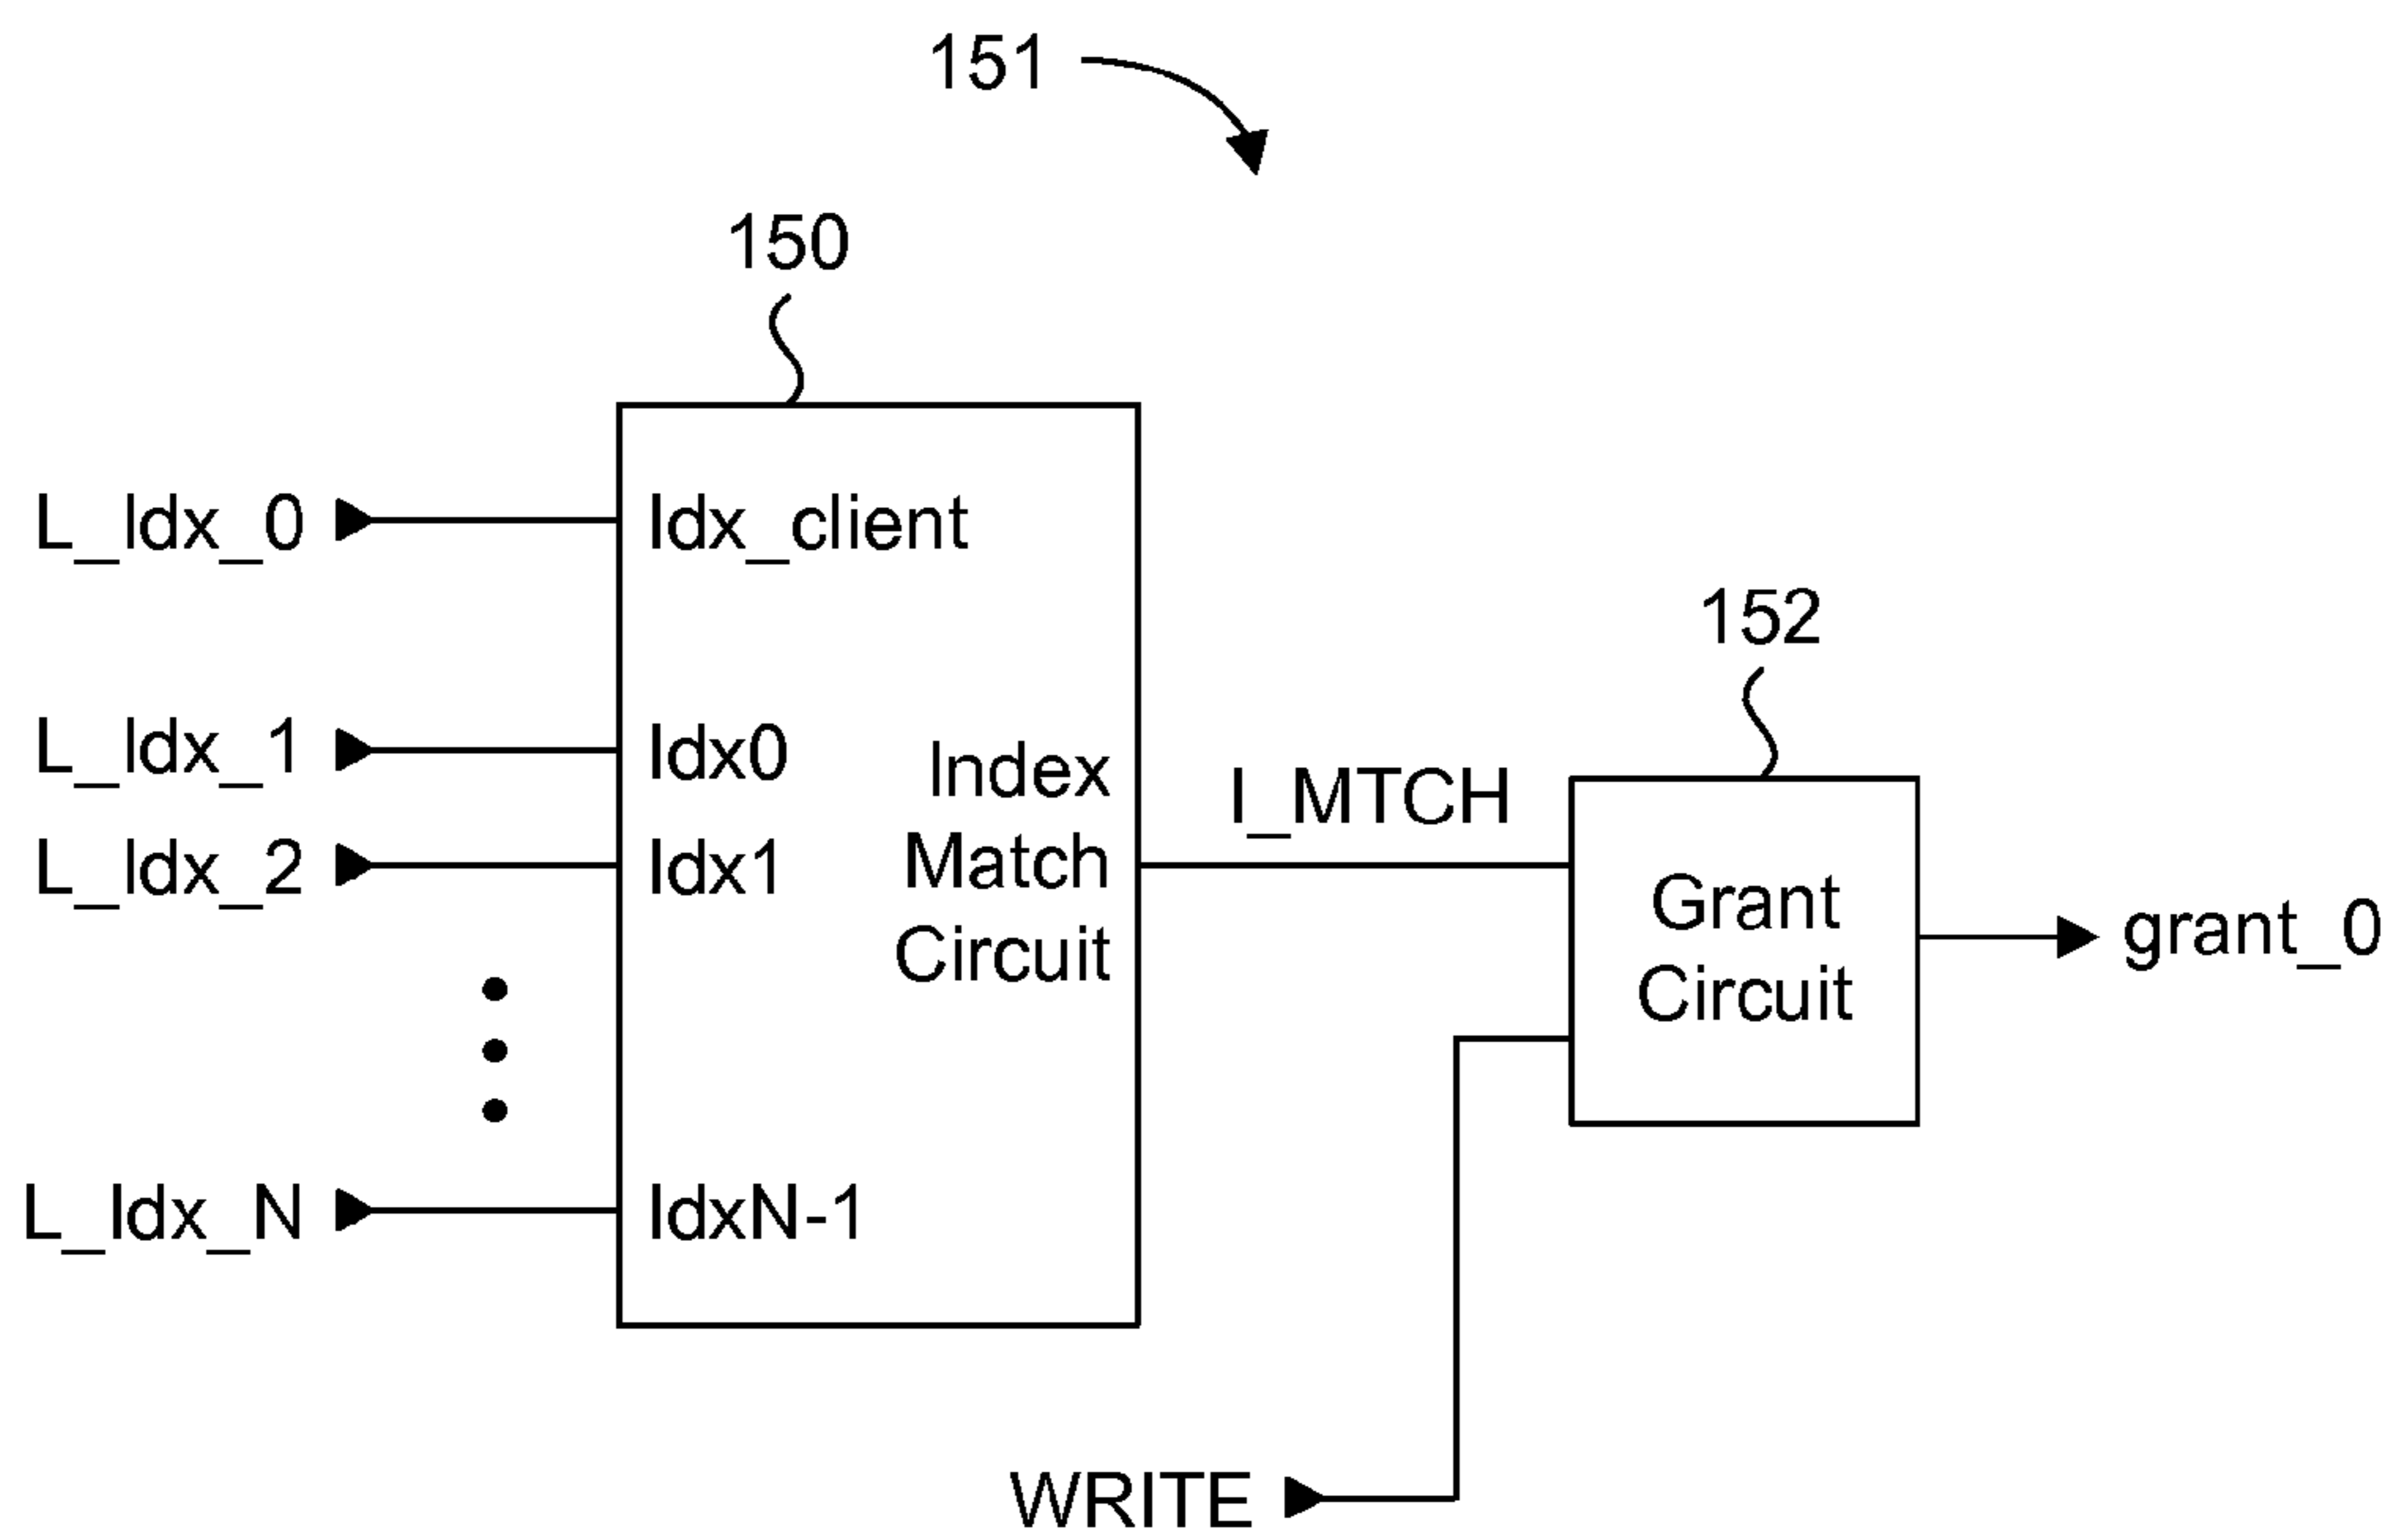 151
150
L_Idx_0
Idx_client
152
L_Idx_1
Idx0
Index
I_MTCH
L_Idx_2
Idx1
Match
Circuit
Grant
Circuit
grant_0
L_Idx_N
IdxN-1
WRITE